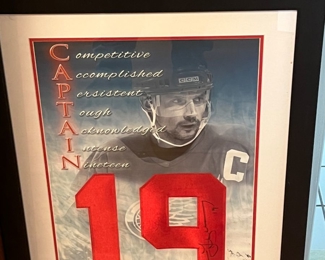 Competitive
Accomplished
Persistent
Tough
Acknowledged
Intense
Nineteen
C
19